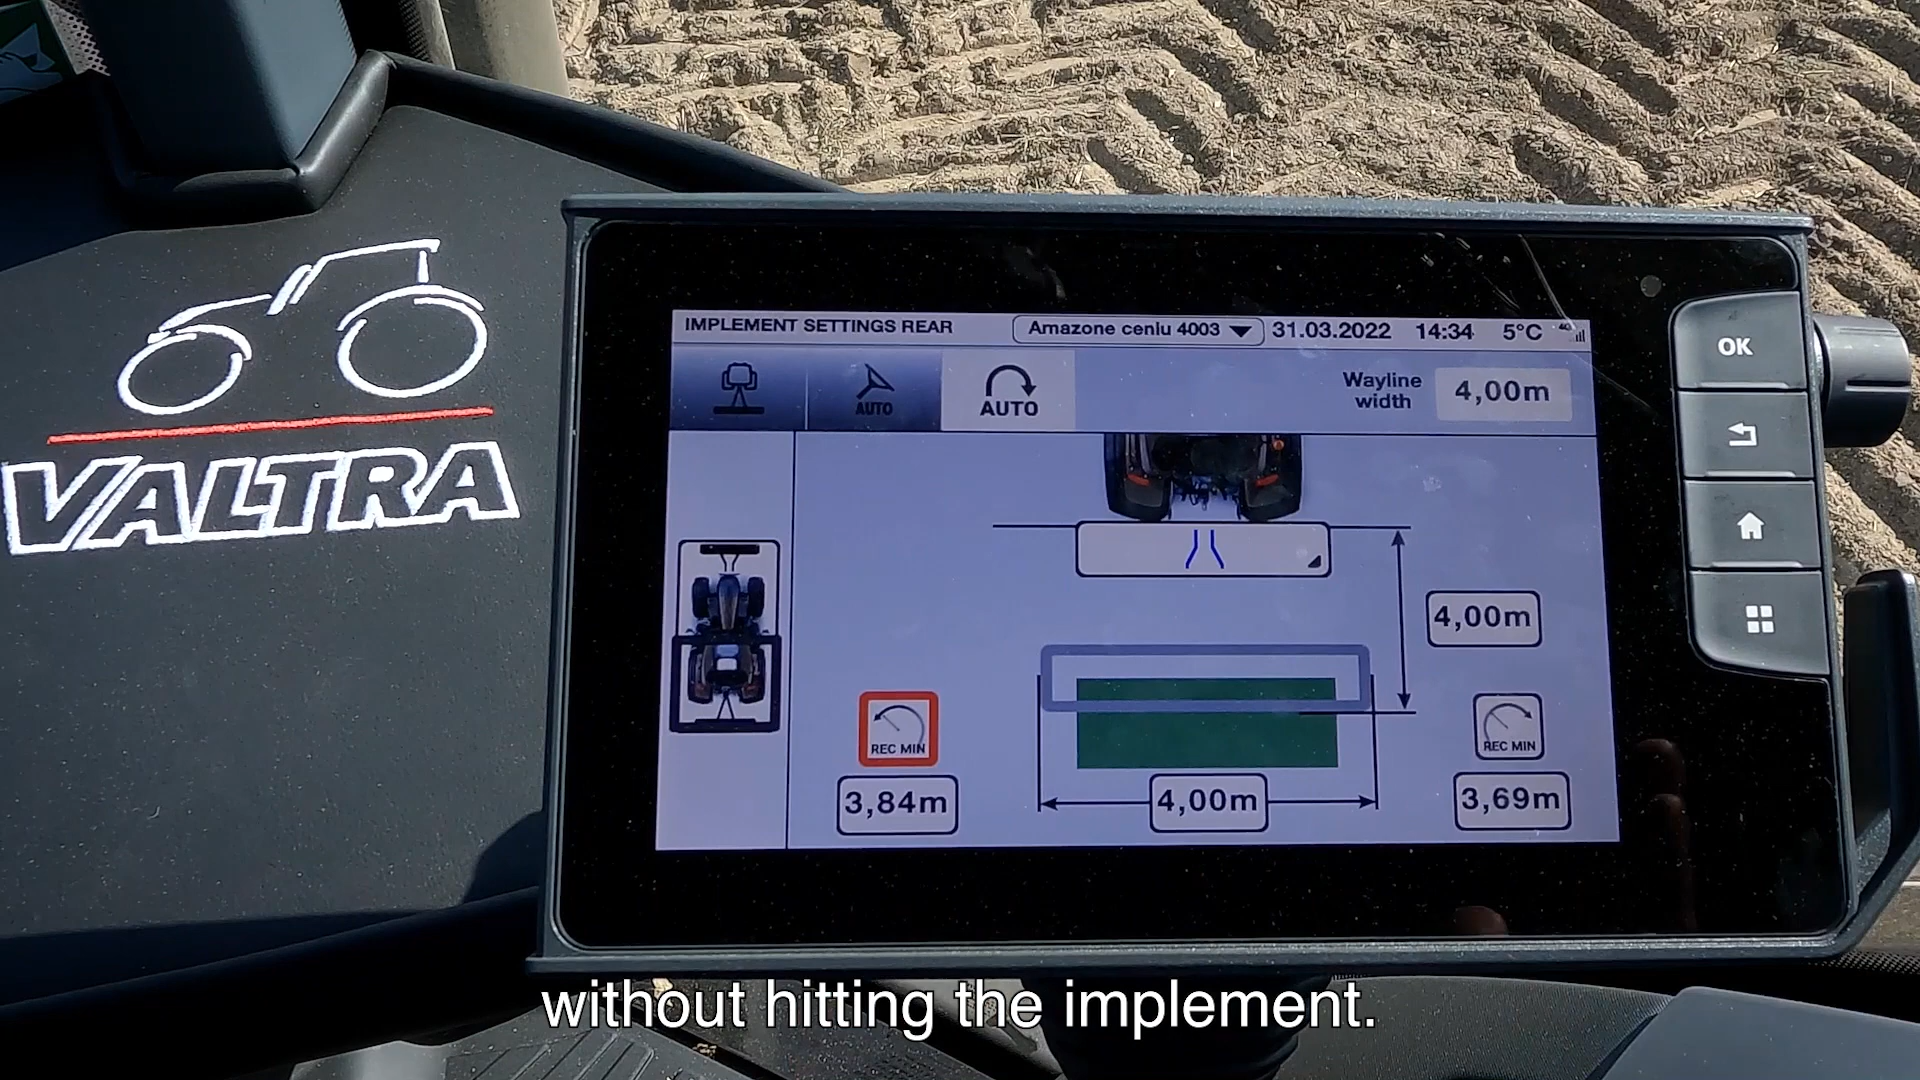 VALTRA
IMPLEMENT SETTINGS REAR
Amazone ceniu 4003
31.03.2022
14:34
5°C
AUTO
AUTO
Wayline
width
4,00m
4,00m
REC MIN
3,84m
4,00m
REC MIN
3,69m
OK
without hitting the implement.